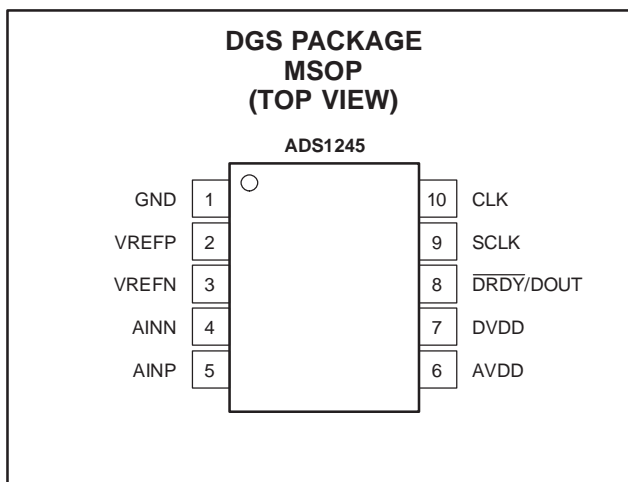 DGS PACKAGE
MSOP
(TOP VIEW)
ADS1245
GND 1 10 CLK
VREFP 2 9 SCLK
VREFN 3 8 D̅R̅D̅Y̅/DOUT
AINN 4 7 DVDD
AINP 5 6 AVDD